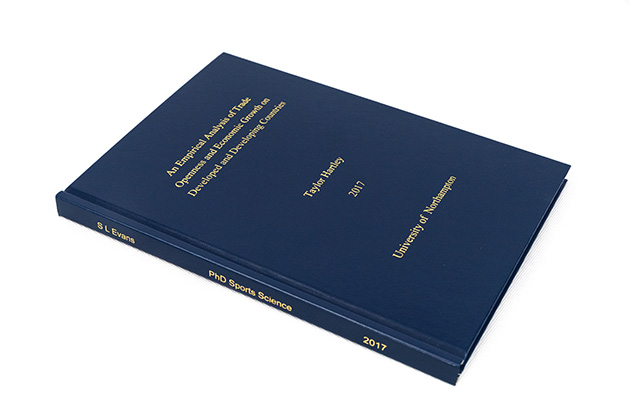 An Empirical Analysis of Trade
Openness and Economic Growth on
Developed and Developing Countries
Taylor Hartley
2017
University of Northampton
S L Evans
PhD Sports Science
2017